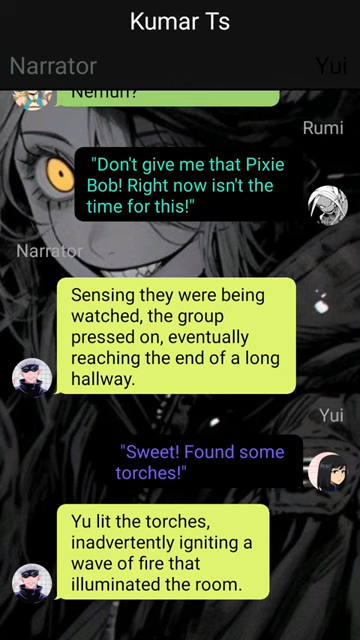 Kumar Ts
Narrator
Yui
Nemuri?
Rumi
"Don't give me that Pixie
Bob! Right now isn't the
time for this!"
Narrator
Sensing they were being
watched, the group
pressed on, eventually
reaching the end of a long
hallway.
Yui
"Sweet! Found some
torches!"
Yu lit the torches,
inadvertently igniting a
wave of fire that
illuminated the room.